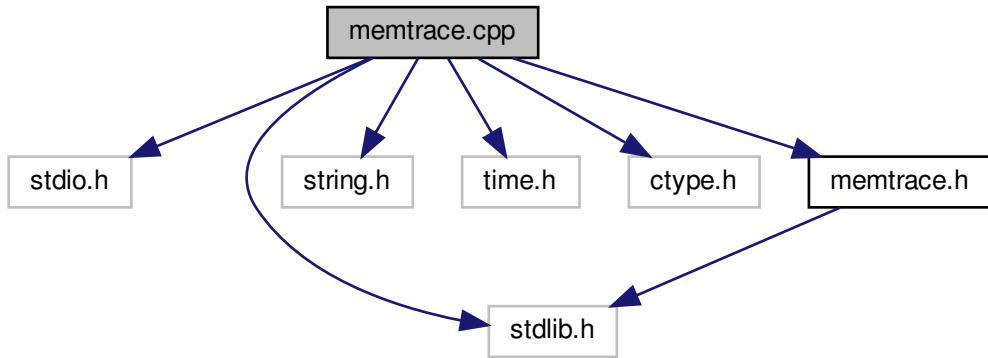 memtrace.cpp
stdio.h
string.h
time.h
ctype.h
memtrace.h
stdlib.h